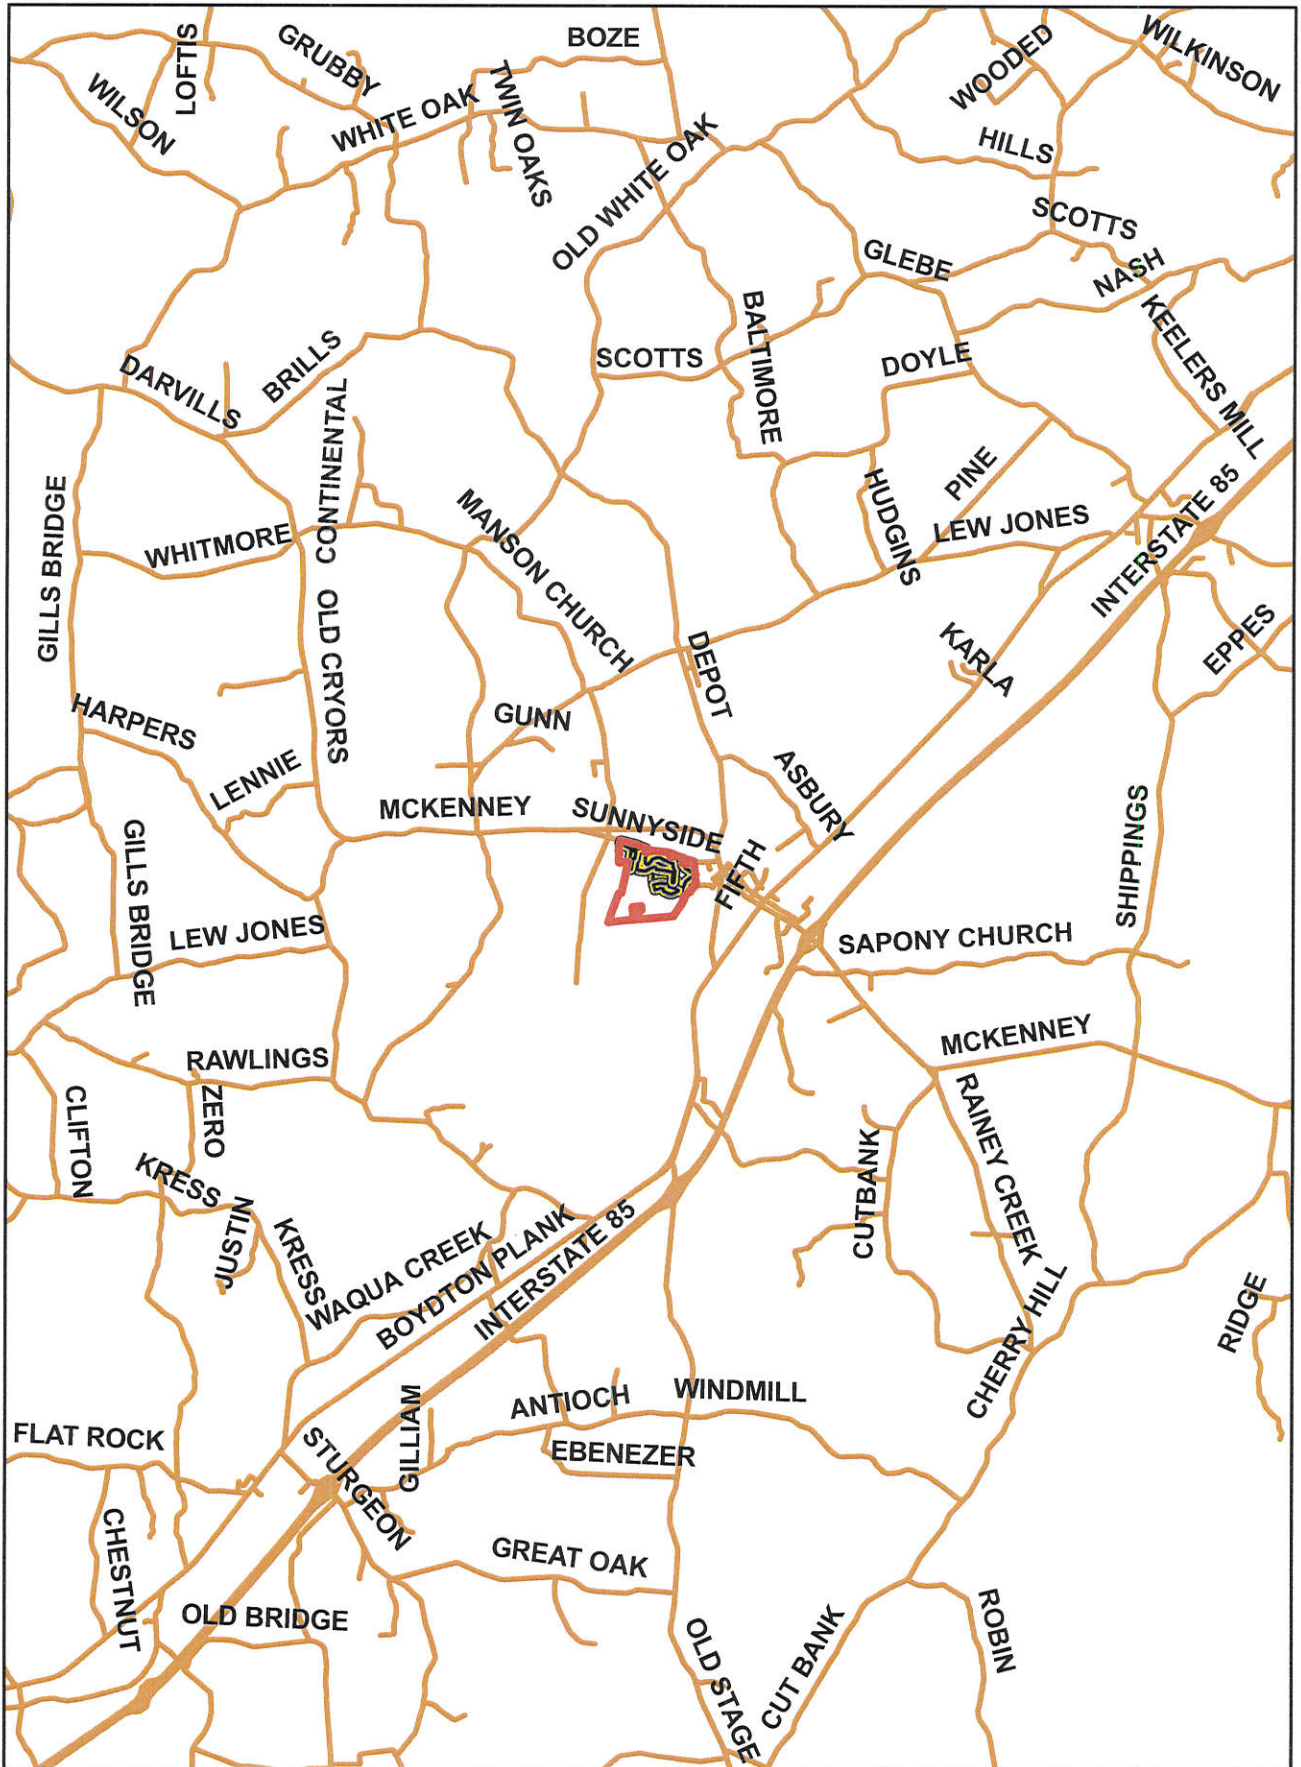 BOZE
LOFTIS
GRUBBY
WOODED
WILKINSON
WILSON
WHITE OAK
TWIN OAKS
OLD WHITE OAK
HILLS
SCOTTS
GLEBE
NASH
KEELERS MILL
BALTIMORE
DARVILLS
BRILLS
SCOTTS
DOYLE
CONTINENTAL
GILLS BRIDGE
WHITMORE
MANSON CHURCH
HUDGINS
PINE
LEW JONES
INTERSTATE 85
OLD CRYORS
DEPOT
KARLA
EPPES
HARPERS
GUNN
LENNIE
ASBURY
MCKENNEY
SUNNYSIDE
FIFTH
SHIPPINGS
GILLS BRIDGE
LEW JONES
SAPONY CHURCH
MCKENNEY
RAWLINGS
CLIFTON
ZERO
RAINEY CREEK
CUTBANK
KRESS
JUSTIN
KRESS
WAQUA CREEK
BOYDTON PLANK
INTERSTATE 85
CHERRY HILL
RIDGE
GILLIAM
ANTIOCH
WINDMILL
FLAT ROCK
STURGEON
EBENEZER
CHESTNUT
GREAT OAK
OLD BRIDGE
OLD STAGE
CUT BANK
ROBIN